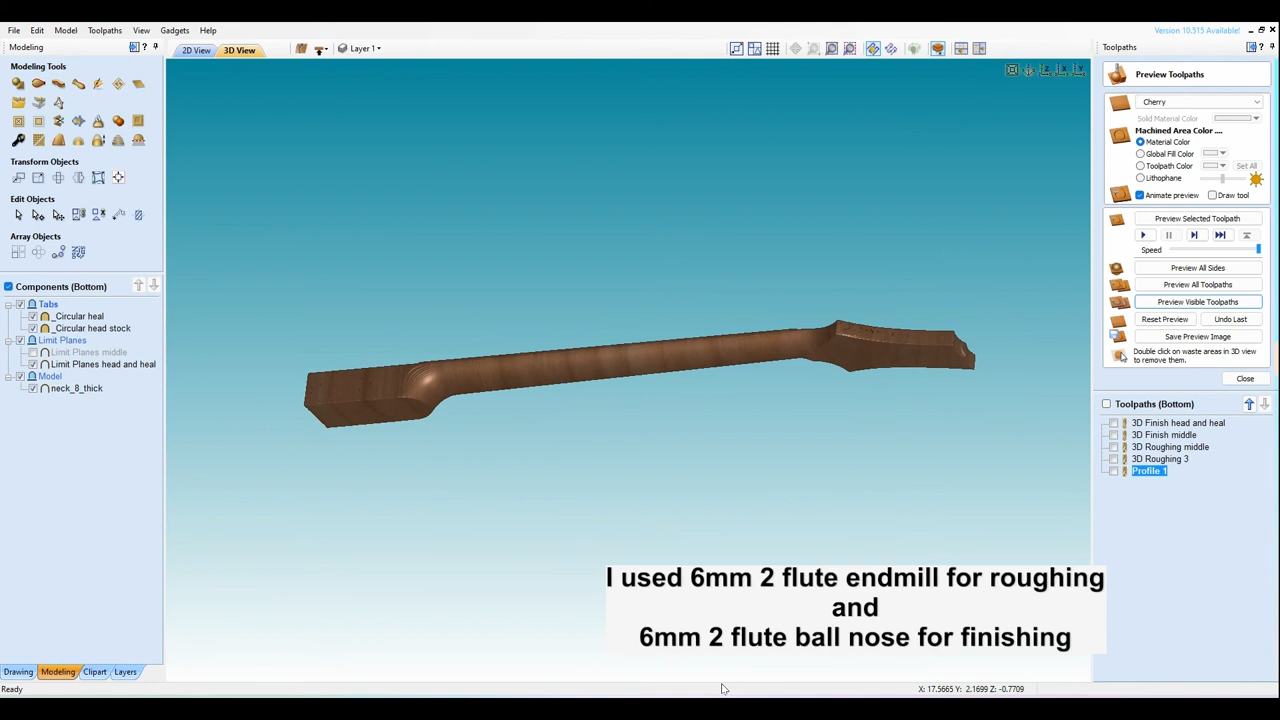 File Edit Model Toolpaths View Gadgets Help
Version 10.515 Available!
Modeling
? 
2D View 3D View
Layer 1
Toolpaths
?
Modeling Tools
Transform Objects
Edit Objects
Array Objects
Components (Bottom)
Tabs
_Circular heal
_Circular head stock
Limit Planes
Limit Planes middle
Limit Planes head and heal
Model
neck_8_thick
Drawing Modeling Clipart Layers
Ready
Preview Toolpaths
Cherry
Solid Material Color
Machined Area Color ....
Material Color
Global Fill Color
Toolpath Color
Set All
Lithophane
Animate preview
Draw tool
Preview Selected Toolpath
Speed
Preview All Sides
Preview All Toolpaths
Preview Visible Toolpaths
Reset Preview
Undo Last
Save Preview Image
Double click on waste areas in 3D view
to remove them.
Close
Toolpaths (Bottom)
3D Finish head and heal
3D Finish middle
3D Roughing middle
3D Roughing 3
Profile 1
I used 6mm 2 flute endmill for roughing
and
6mm 2 flute ball nose for finishing
X: 17.5665 Y: 2.1699 Z: -0.7709